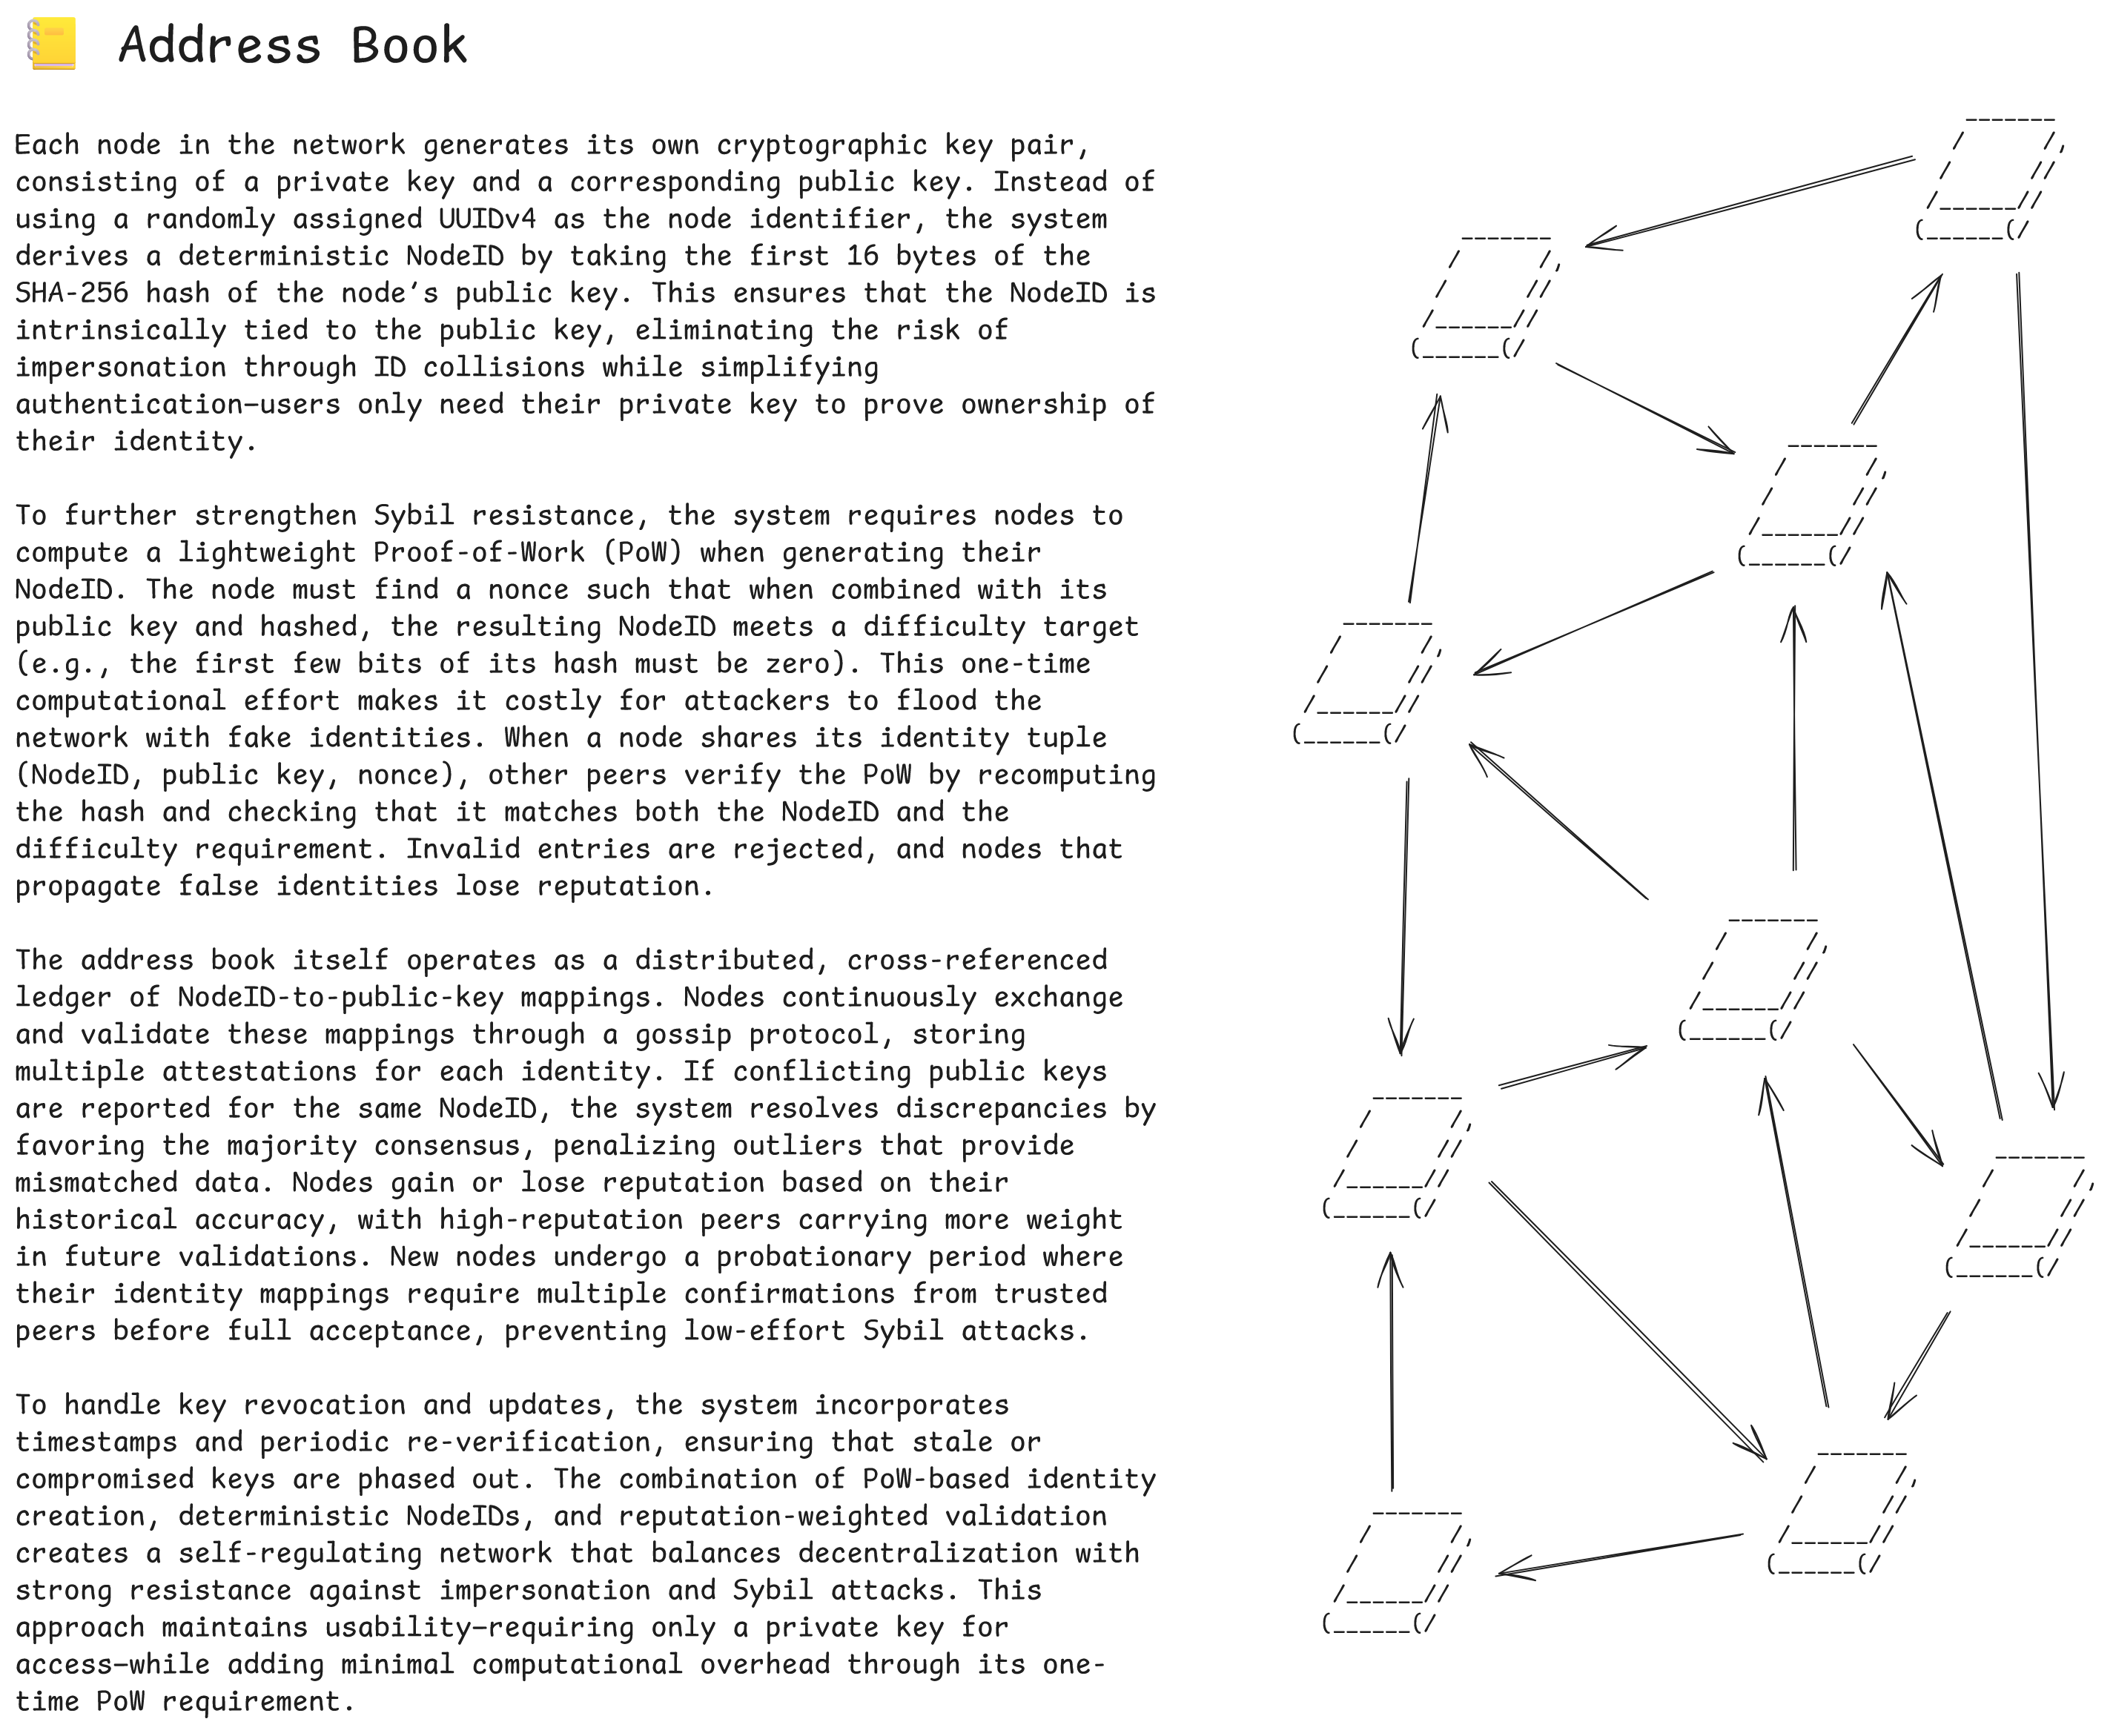 Address Book
Each node in the network generates its own cryptographic key pair,
consisting of a private key and a corresponding public key. Instead of
using a randomly assigned UUIDv4 as the node identifier, the system
derives a deterministic NodeID by taking the first 16 bytes of the
SHA-256 hash of the node’s public key. This ensures that the NodeID is
intrinsically tied to the public key, eliminating the risk of
impersonation through ID collisions while simplifying
authentication—users only need their private key to prove ownership of
their identity.
To further strengthen Sybil resistance, the system requires nodes to
compute a lightweight Proof-of-Work (PoW) when generating their
NodeID. The node must find a nonce such that when combined with its
public key and hashed, the resulting NodeID meets a difficulty target
(e.g., the first few bits of its hash must be zero). This one-time
computational effort makes it costly for attackers to flood the
network with fake identities. When a node shares its identity tuple
(NodeID, public key, nonce), other peers verify the PoW by recomputing
the hash and checking that it matches both the NodeID and the
difficulty requirement. Invalid entries are rejected, and nodes that
propagate false identities lose reputation.
The address book itself operates as a distributed, cross-referenced
ledger of NodeID-to-public-key mappings. Nodes continuously exchange
and validate these mappings through a gossip protocol, storing
multiple attestations for each identity. If conflicting public keys
are reported for the same NodeID, the system resolves discrepancies by
favoring the majority consensus, penalizing outliers that provide
mismatched data. Nodes gain or lose reputation based on their
historical accuracy, with high-reputation peers carrying more weight
in future validations. New nodes undergo a probationary period where
their identity mappings require multiple confirmations from trusted
peers before full acceptance, preventing low-effort Sybil attacks.
To handle key revocation and updates, the system incorporates
timestamps and periodic re-verification, ensuring that stale or
compromised keys are phased out. The combination of PoW-based identity
creation, deterministic NodeIDs, and reputation-weighted validation
creates a self-regulating network that balances decentralization with
strong resistance against impersonation and Sybil attacks. This
approach maintains usability—requiring only a private key for
access—while adding minimal computational overhead through its one-
time PoW requirement.